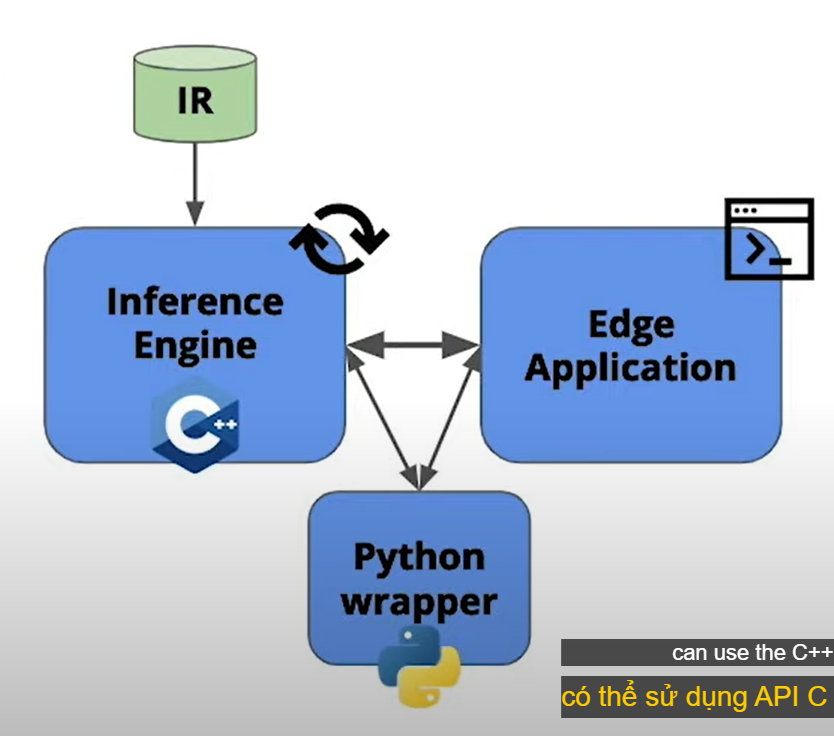 IR
Inference
Engine
C++
Edge
Application
>_
Python
wrapper
can use the C++
có thể sử dụng API C